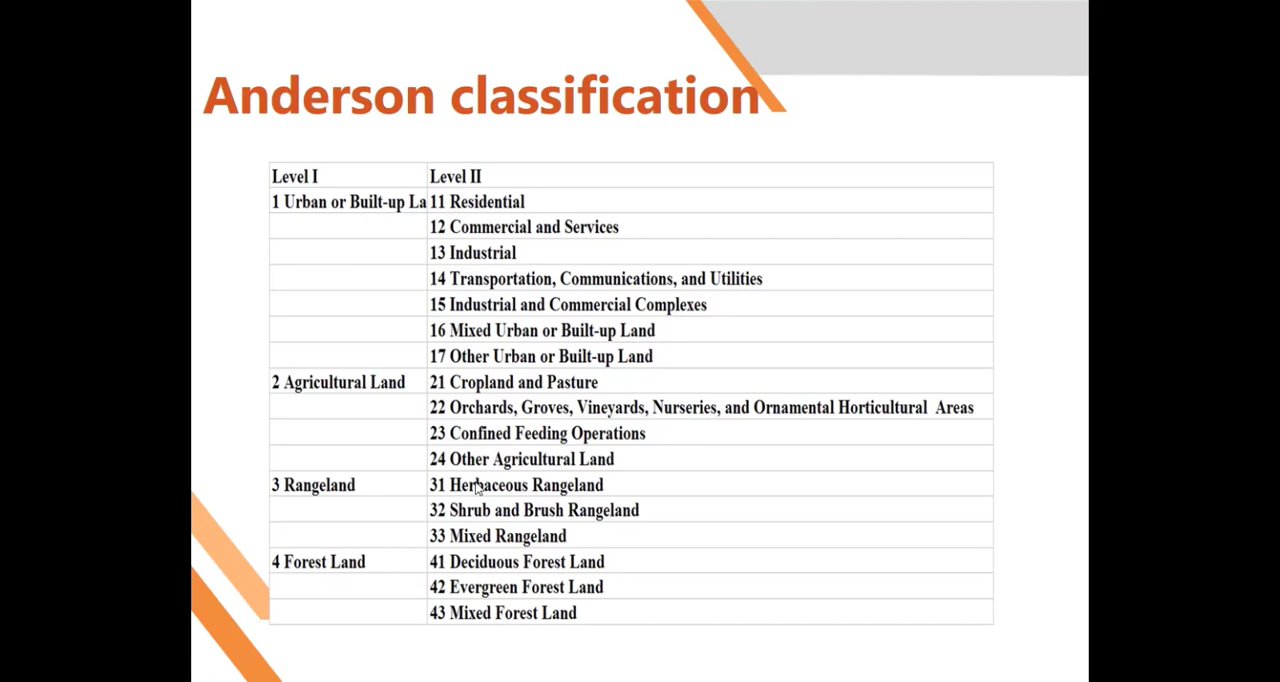 Anderson classification
Level I Level II
1 Urban or Built-up La 11 Residential
12 Commercial and Services
13 Industrial
14 Transportation, Communications, and Utilities
15 Industrial and Commercial Complexes
16 Mixed Urban or Built-up Land
17 Other Urban or Built-up Land
2 Agricultural Land 21 Cropland and Pasture
22 Orchards, Groves, Vineyards, Nurseries, and Ornamental Horticultural Areas
23 Confined Feeding Operations
24 Other Agricultural Land
3 Rangeland 31 Herbaceous Rangeland
32 Shrub and Brush Rangeland
33 Mixed Rangeland
4 Forest Land 41 Deciduous Forest Land
42 Evergreen Forest Land
43 Mixed Forest Land